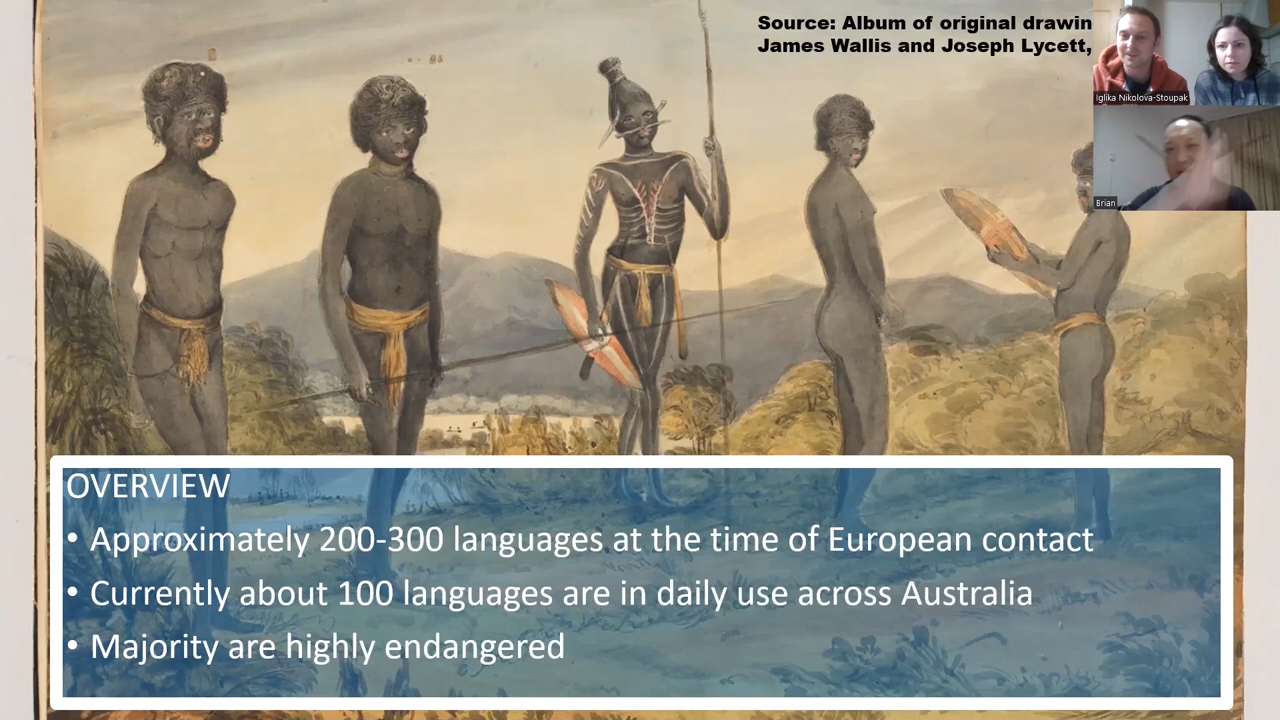 Source: Album of original drawin
James Wallis and Joseph Lycett,
Iglika Nikolova-Stoupak
Brian
OVERVIEW
• Approximately 200-300 languages at the time of European contact
• Currently about 100 languages are in daily use across Australia
• Majority are highly endangered